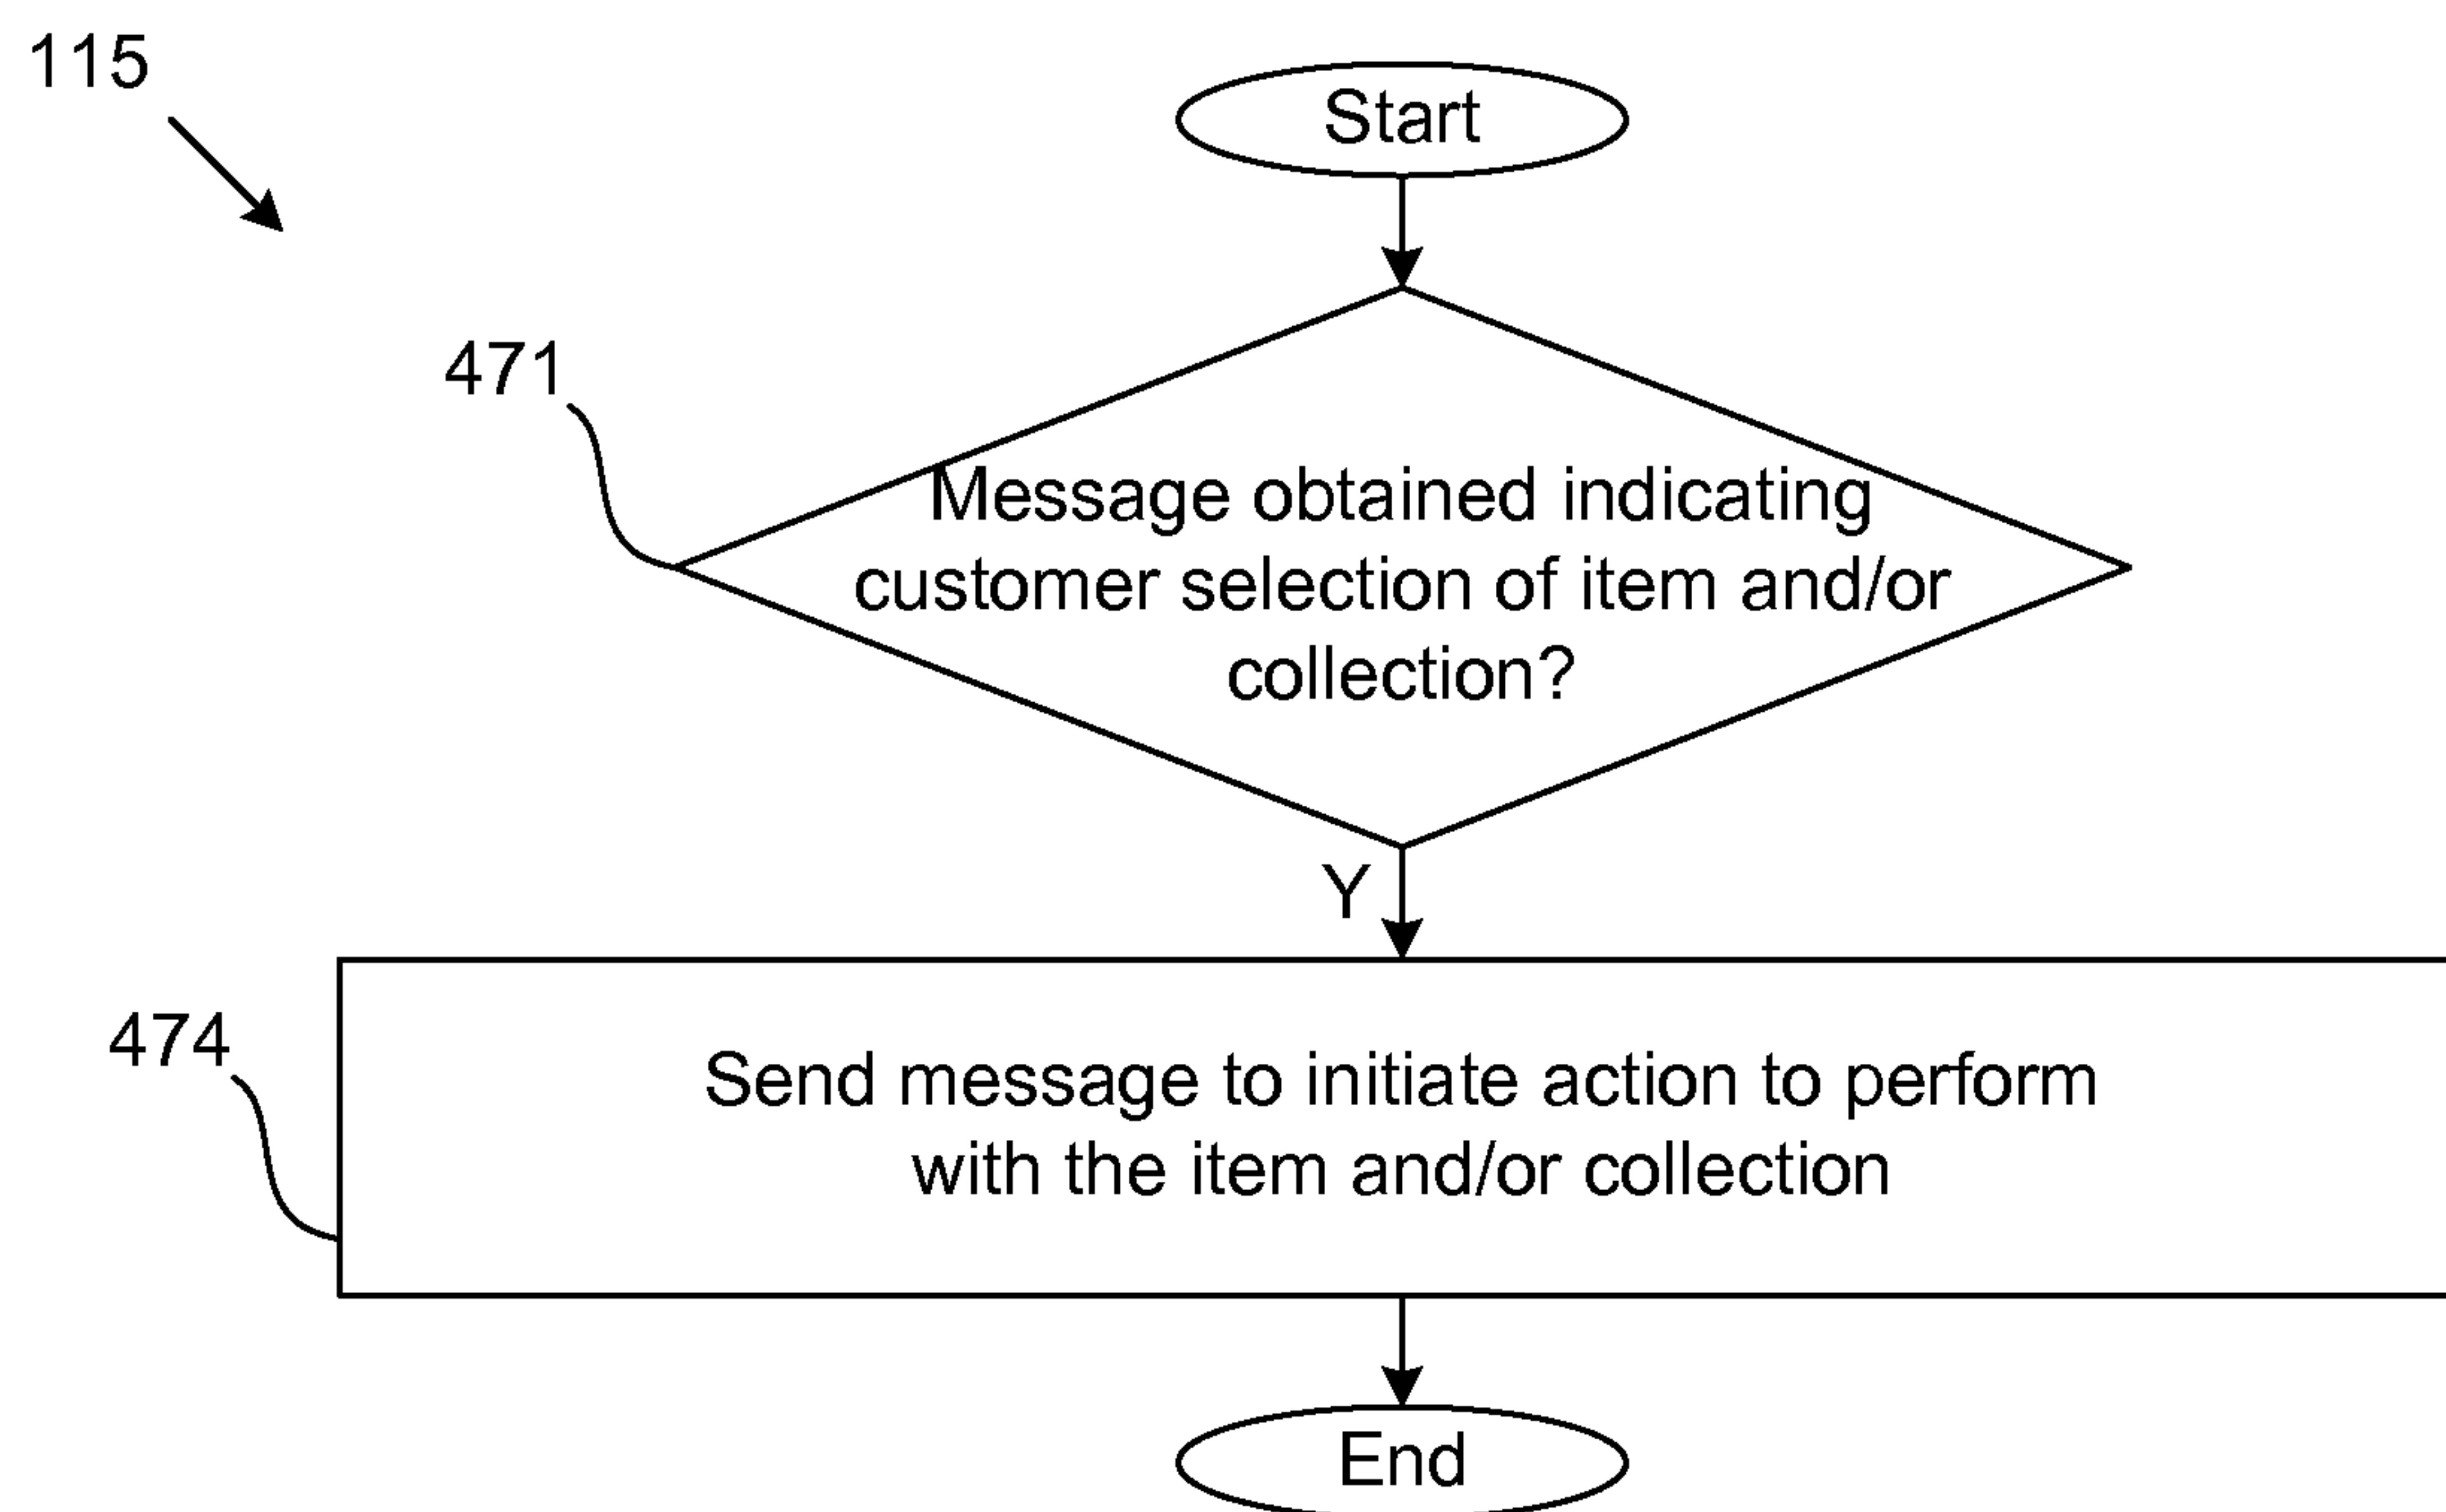 115
Start
471
Message obtained indicating
customer selection of item and/or
collection?
Y
474
Send message to initiate action to perform
with the item and/or collection
End